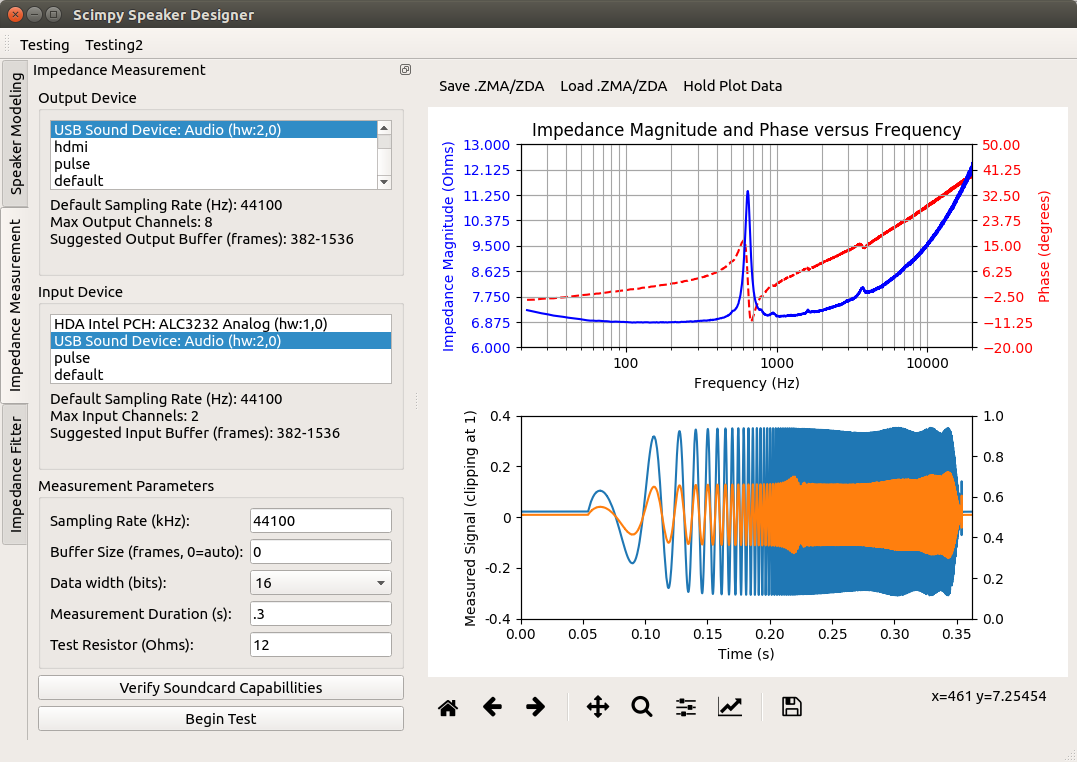 Scimpy Speaker Designer
Testing Testing2
Speaker Modeling
Impedance Measurement
Impedance Fitter
Impedance Measurement
Output Device
USB Sound Device: Audio (hw:2,0)
hdmi
pulse
default
Default Sampling Rate (Hz): 44100
Max Output Channels: 8
Suggested Output Buffer (frames): 382-1536
Input Device
HDA Intel PCH: ALC3232 Analog (hw:1,0)
USB Sound Device: Audio (hw:2,0)
pulse
default
Default Sampling Rate (Hz): 44100
Max Input Channels: 2
Suggested Input Buffer (frames): 382-1536
Measurement Parameters
Sampling Rate (kHz): 44100
Buffer Size (frames, 0=auto): 0
Data width (bits): 16
Measurement Duration (s): .3
Test Resistor (Ohms): 12
Verify Soundcard Capabillities
Begin Test
Save .ZMA/ZDA Load .ZMA/ZDA Hold Plot Data
Impedance Magnitude and Phase versus Frequency
Impedance Magnitude (Ohms)
13.000
12.125
11.250
10.375
9.500
8.625
7.750
6.875
6.000
50.00
41.25
32.50
23.75
15.00
6.25
−2.50
−11.25
−20.00
Phase (degrees)
100 1000 10000
Frequency (Hz)
Measured Signal (clipping at 1)
0.4
0.2
0
-0.2
-0.4
1.0
0.8
0.6
0.4
0.2
0.0
0.00 0.05 0.10 0.15 0.20 0.25 0.30 0.35
Time (s)
x=461 y=7.25454